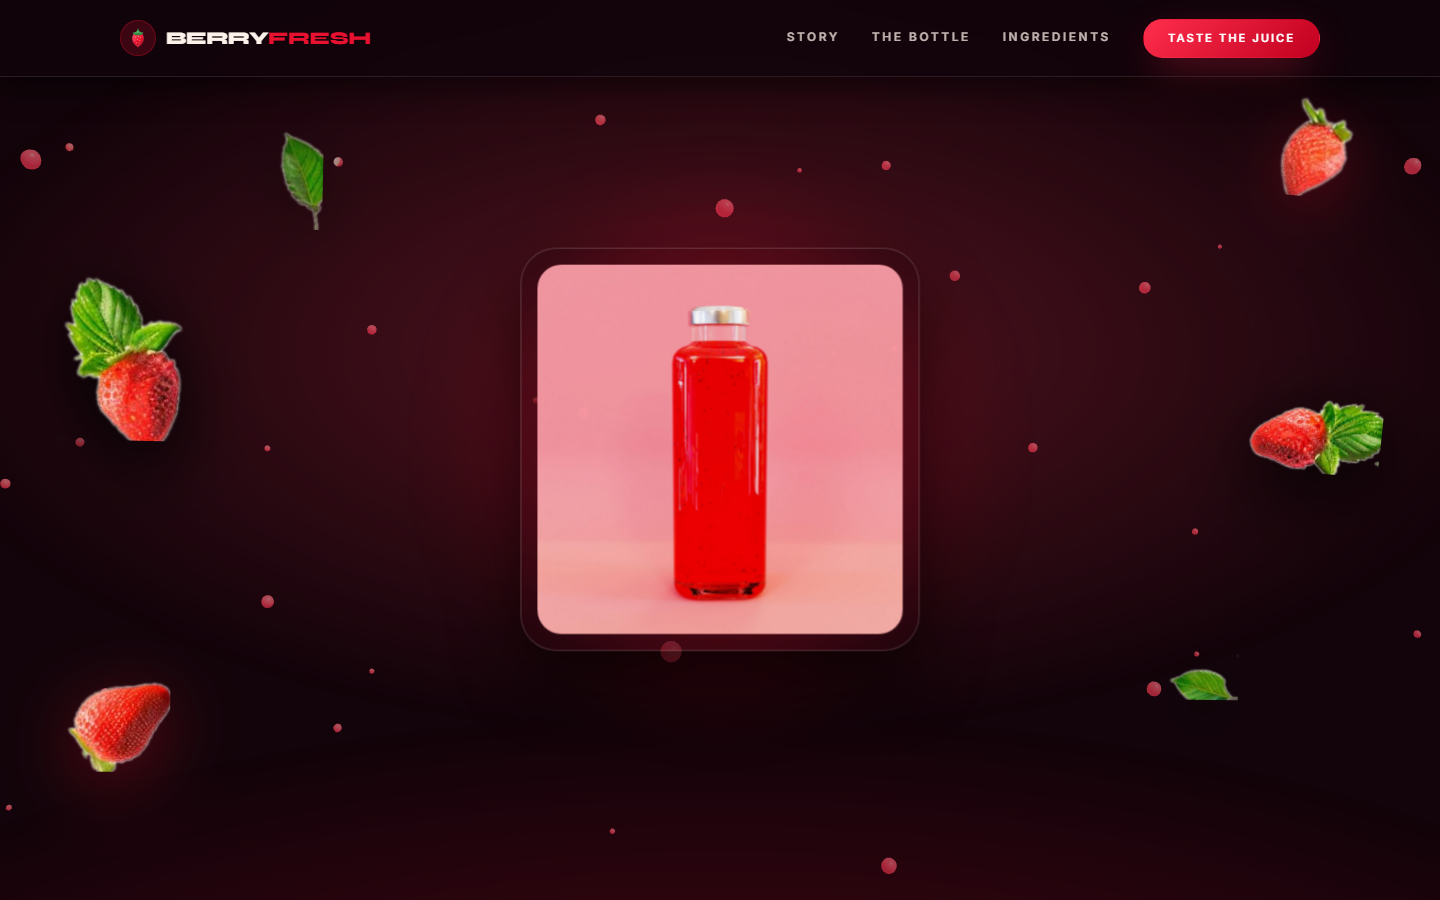 BERRYFRESH
STORY
THE BOTTLE
INGREDIENTS
TASTE THE JUICE